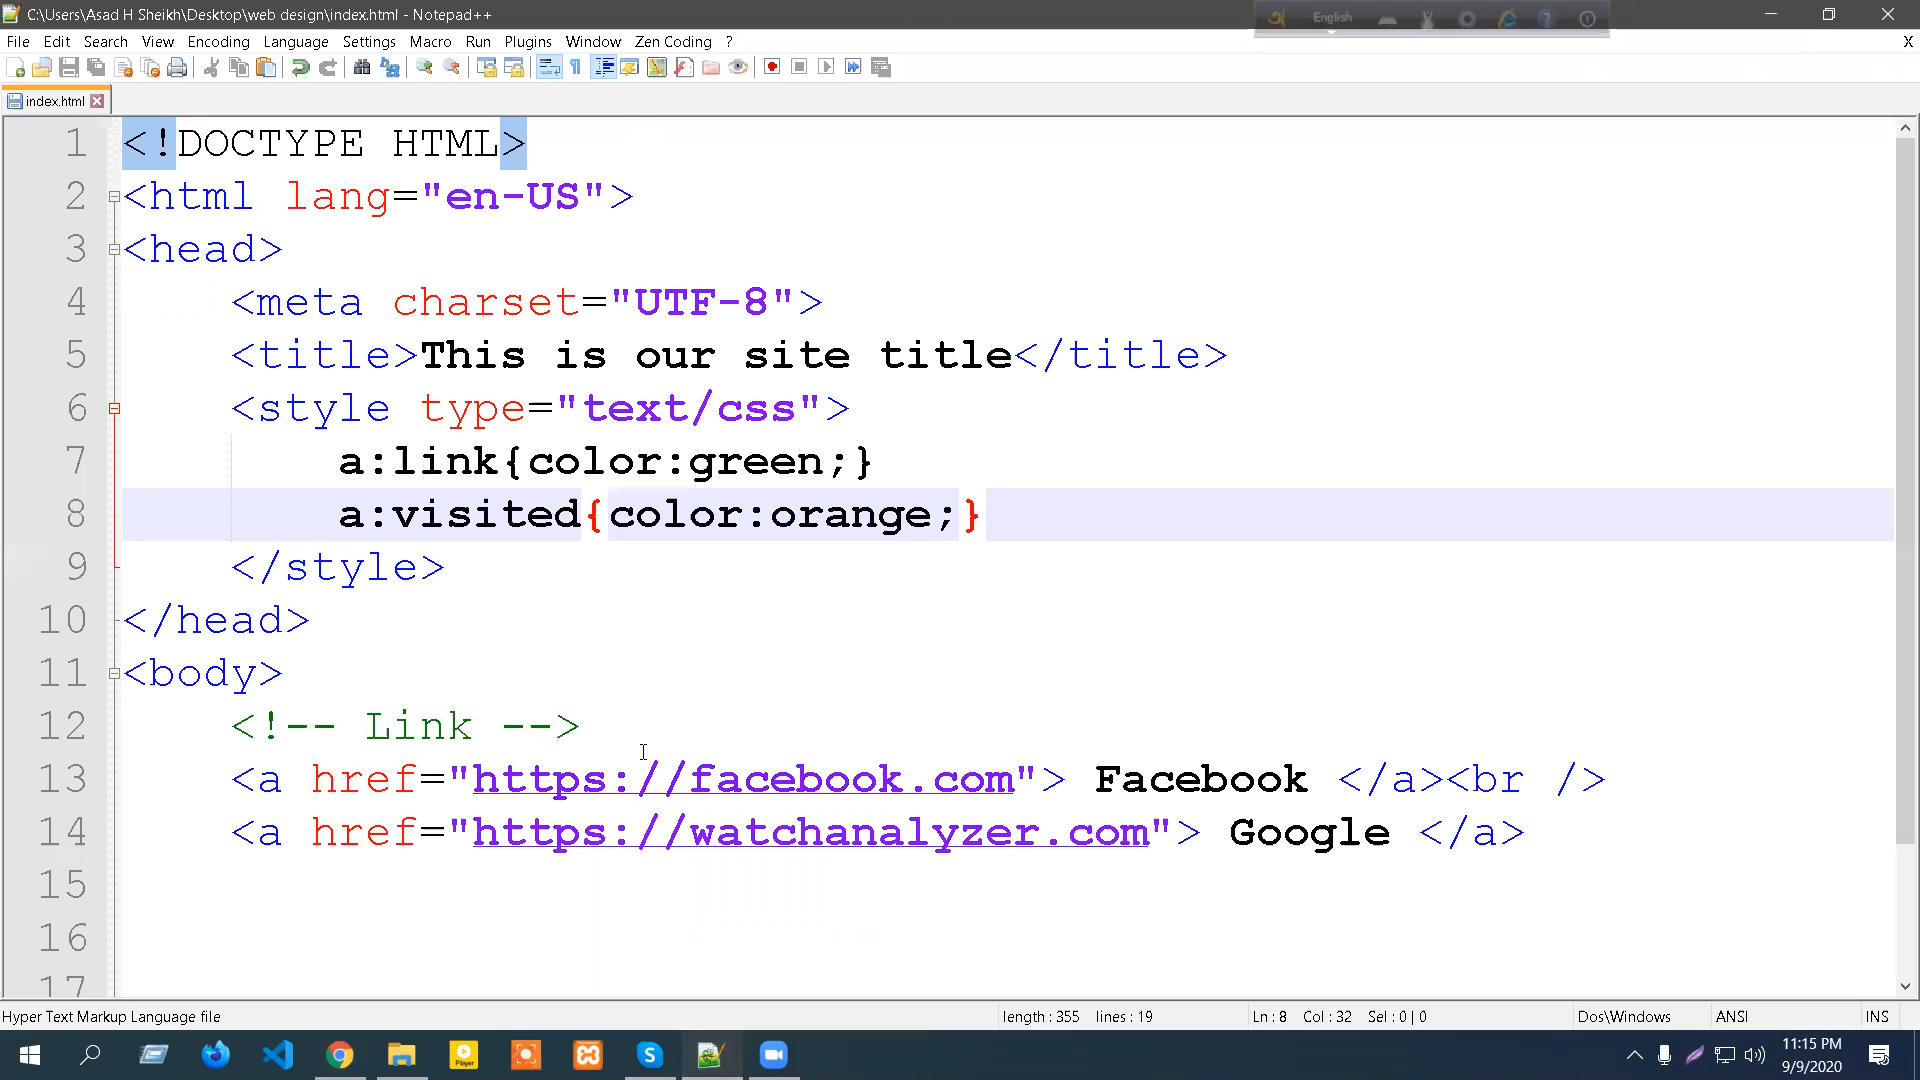 C:\Users\Asad H Sheikh\Desktop\web design\index.html - Notepad++
English
File Edit Search View Encoding Language Settings Macro Run Plugins Window Zen Coding ? X
index.html
1 <!DOCTYPE HTML>
2 <html lang="en-US">
3 <head>
4 <meta charset="UTF-8">
5 <title>This is our site title</title>
6 <style type="text/css">
7 a:link{color:green;}
8 a:visited{color:orange;}
9 </style>
10 </head>
11 <body>
12 <!-- Link -->
13 <a href="https://facebook.com"> Facebook </a><br />
14 <a href="https://watchanalyzer.com"> Google </a>
15
16
17
Hyper Text Markup Language file length : 355 lines : 19 Ln : 8 Col : 32 Sel : 0 | 0 Dos\Windows ANSI INS
Player
11:15 PM
9/9/2020